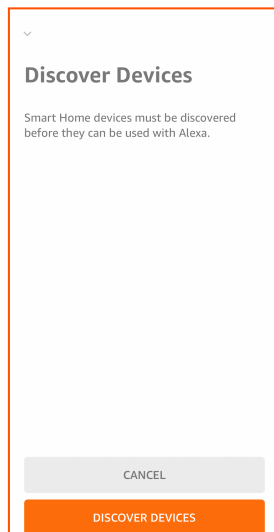 Discover Devices
Smart Home devices must be discovered
before they can be used with Alexa.
CANCEL
DISCOVER DEVICES